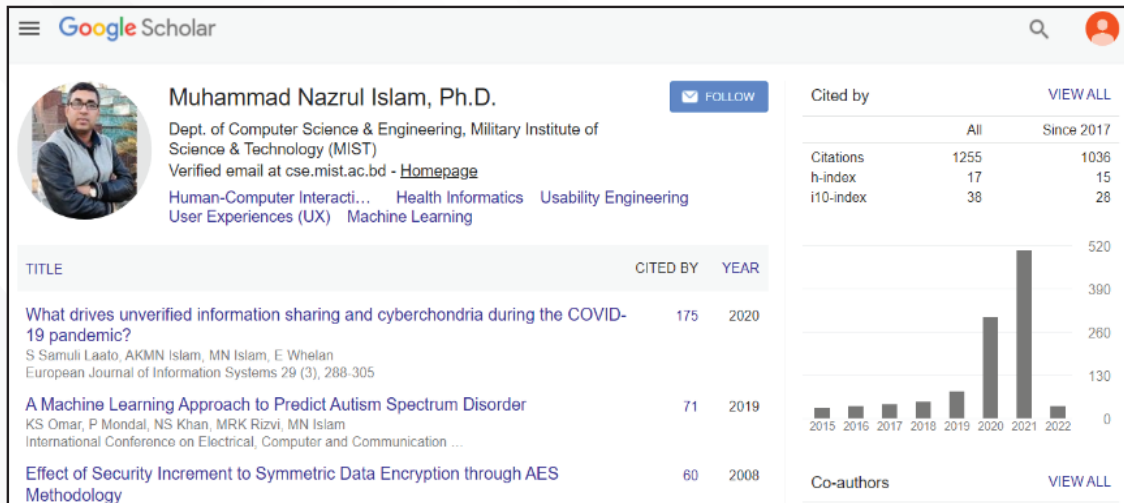 Google Scholar
Muhammad Nazrul Islam, Ph.D.
FOLLOW
Dept. of Computer Science & Engineering, Military Institute of
Science & Technology (MIST)
Verified email at cse.mist.ac.bd - Homepage
Human-Computer Interacti... Health Informatics Usability Engineering
User Experiences (UX) Machine Learning
TITLE CITED BY YEAR
What drives unverified information sharing and cyberchondria during the COVID- 175 2020
19 pandemic?
S Samuli Laato, AKMN Islam, MN Islam, E Whelan
European Journal of Information Systems 29 (3), 288-305
A Machine Learning Approach to Predict Autism Spectrum Disorder 71 2019
KS Omar, P Mondal, NS Khan, MRK Rizvi, MN Islam
International Conference on Electrical, Computer and Communication ...
Effect of Security Increment to Symmetric Data Encryption through AES 60 2008
Methodology
Cited by VIEW ALL
All Since 2017
Citations 1255 1036
h-index 17 15
i10-index 38 28
520
390
260
130
0
2015 2016 2017 2018 2019 2020 2021 2022
Co-authors VIEW ALL